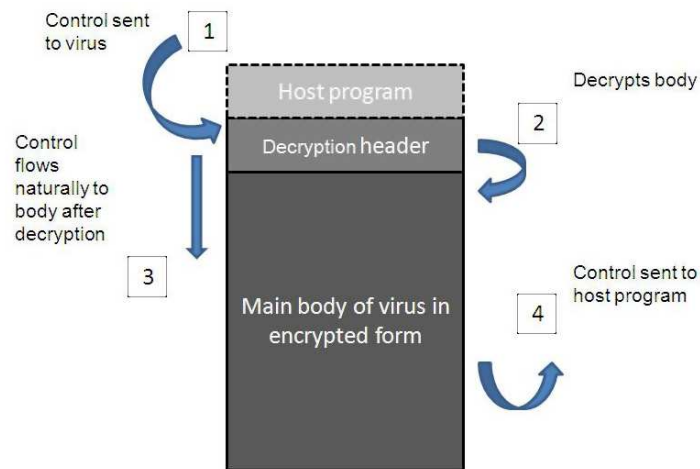 Control sent
to virus
1
Host program
Decrypts body
2
Decryption header
Control
flows
naturally to
body after
decryption
3
Control sent to
host program
4
Main body of virus in
encrypted form